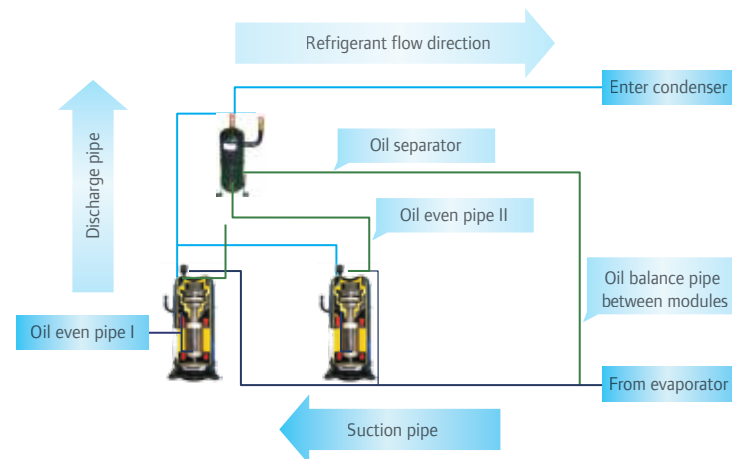 Refrigerant flow direction
Enter condenser
Discharge pipe
Oil separator
Oil even pipe II
Oil balance pipe
between modules
Oil even pipe I
From evaporator
Suction pipe